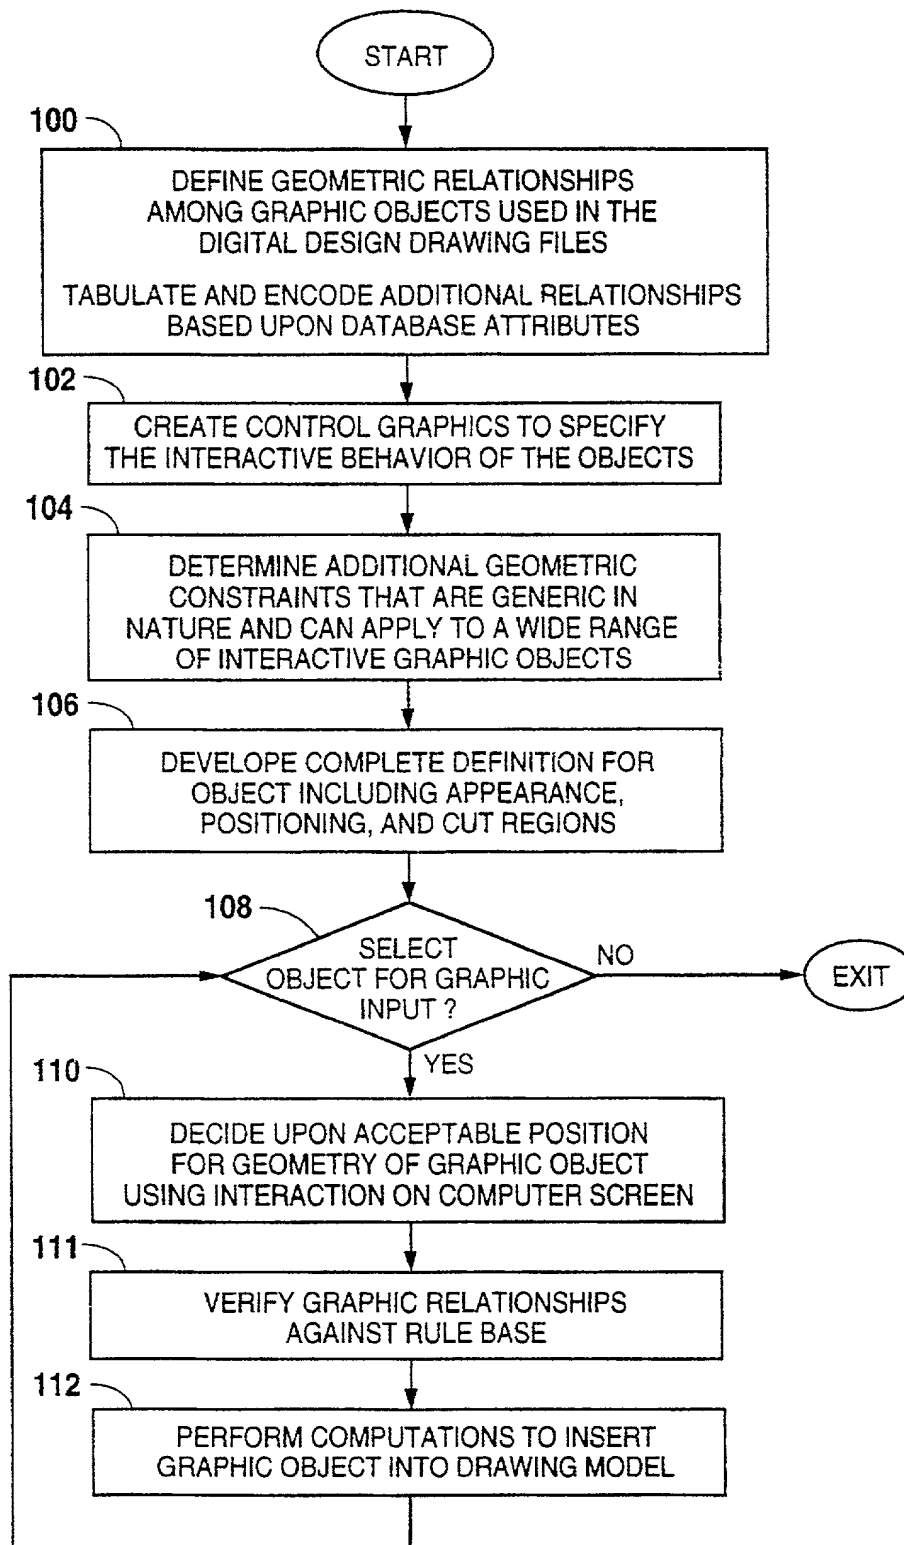 START
100
DEFINE GEOMETRIC RELATIONSHIPS
AMONG GRAPHIC OBJECTS USED IN THE
DIGITAL DESIGN DRAWING FILES
TABULATE AND ENCODE ADDITIONAL RELATIONSHIPS
BASED UPON DATABASE ATTRIBUTES
102
CREATE CONTROL GRAPHICS TO SPECIFY
THE INTERACTIVE BEHAVIOR OF THE OBJECTS
104
DETERMINE ADDITIONAL GEOMETRIC
CONSTRAINTS THAT ARE GENERIC IN
NATURE AND CAN APPLY TO A WIDE RANGE
OF INTERACTIVE GRAPHIC OBJECTS
106
DEVELOPE COMPLETE DEFINITION FOR
OBJECT INCLUDING APPEARANCE,
POSITIONING, AND CUT REGIONS
108
SELECT
OBJECT FOR GRAPHIC
INPUT ?
NO
EXIT
YES
110
DECIDE UPON ACCEPTABLE POSITION
FOR GEOMETRY OF GRAPHIC OBJECT
USING INTERACTION ON COMPUTER SCREEN
111
VERIFY GRAPHIC RELATIONSHIPS
AGAINST RULE BASE
112
PERFORM COMPUTATIONS TO INSERT
GRAPHIC OBJECT INTO DRAWING MODEL